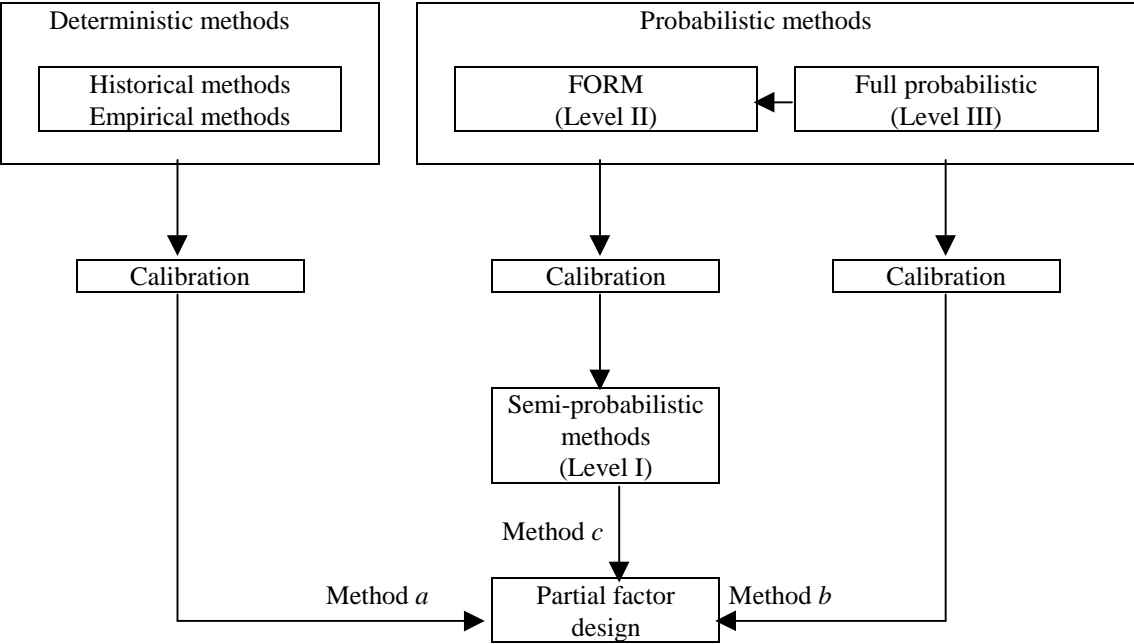 Deterministic methods
Probabilistic methods
Historical methods
Empirical methods
FORM
(Level II)
Full probabilistic
(Level III)
Calibration
Calibration
Calibration
Semi-probabilistic
methods
(Level I)
Method c
Method a
Partial factor
design
Method b